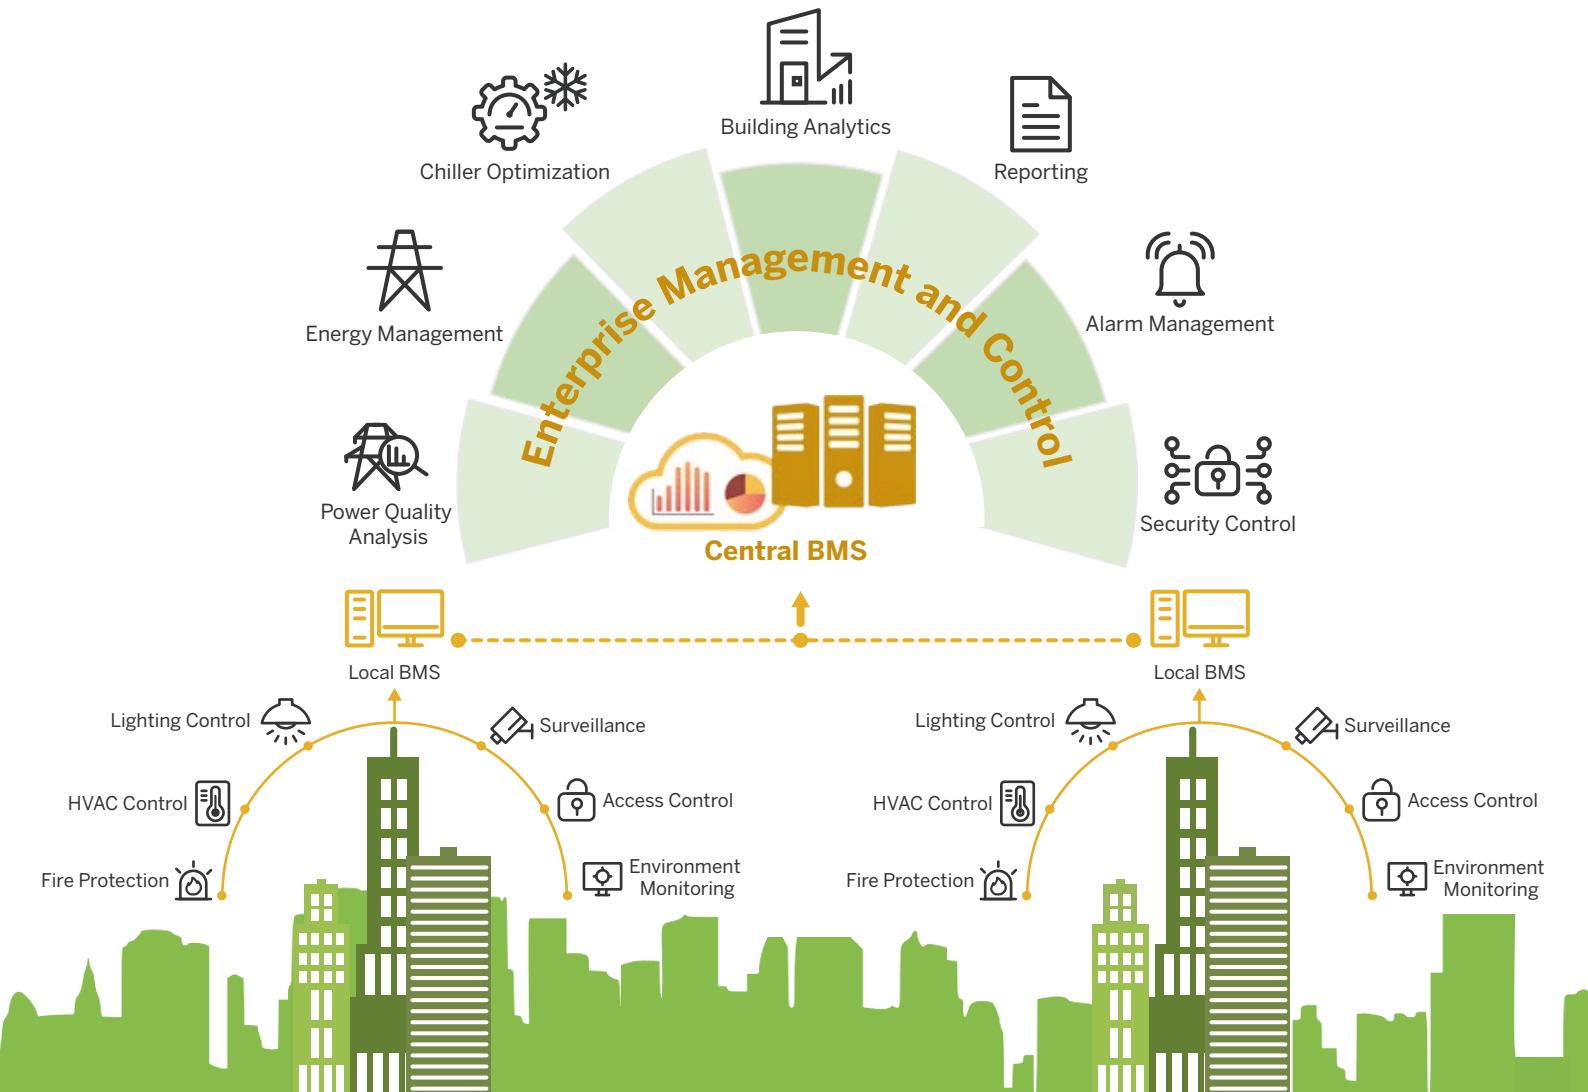 Building Analytics
Chiller Optimization
Reporting
Energy Management
Alarm Management
Enterprise Management and Control
Power Quality
Analysis
Security Control
Central BMS
Local BMS
Local BMS
Lighting Control
Surveillance
HVAC Control
Access Control
Fire Protection
Environment
Monitoring
Lighting Control
Surveillance
HVAC Control
Access Control
Fire Protection
Environment
Monitoring